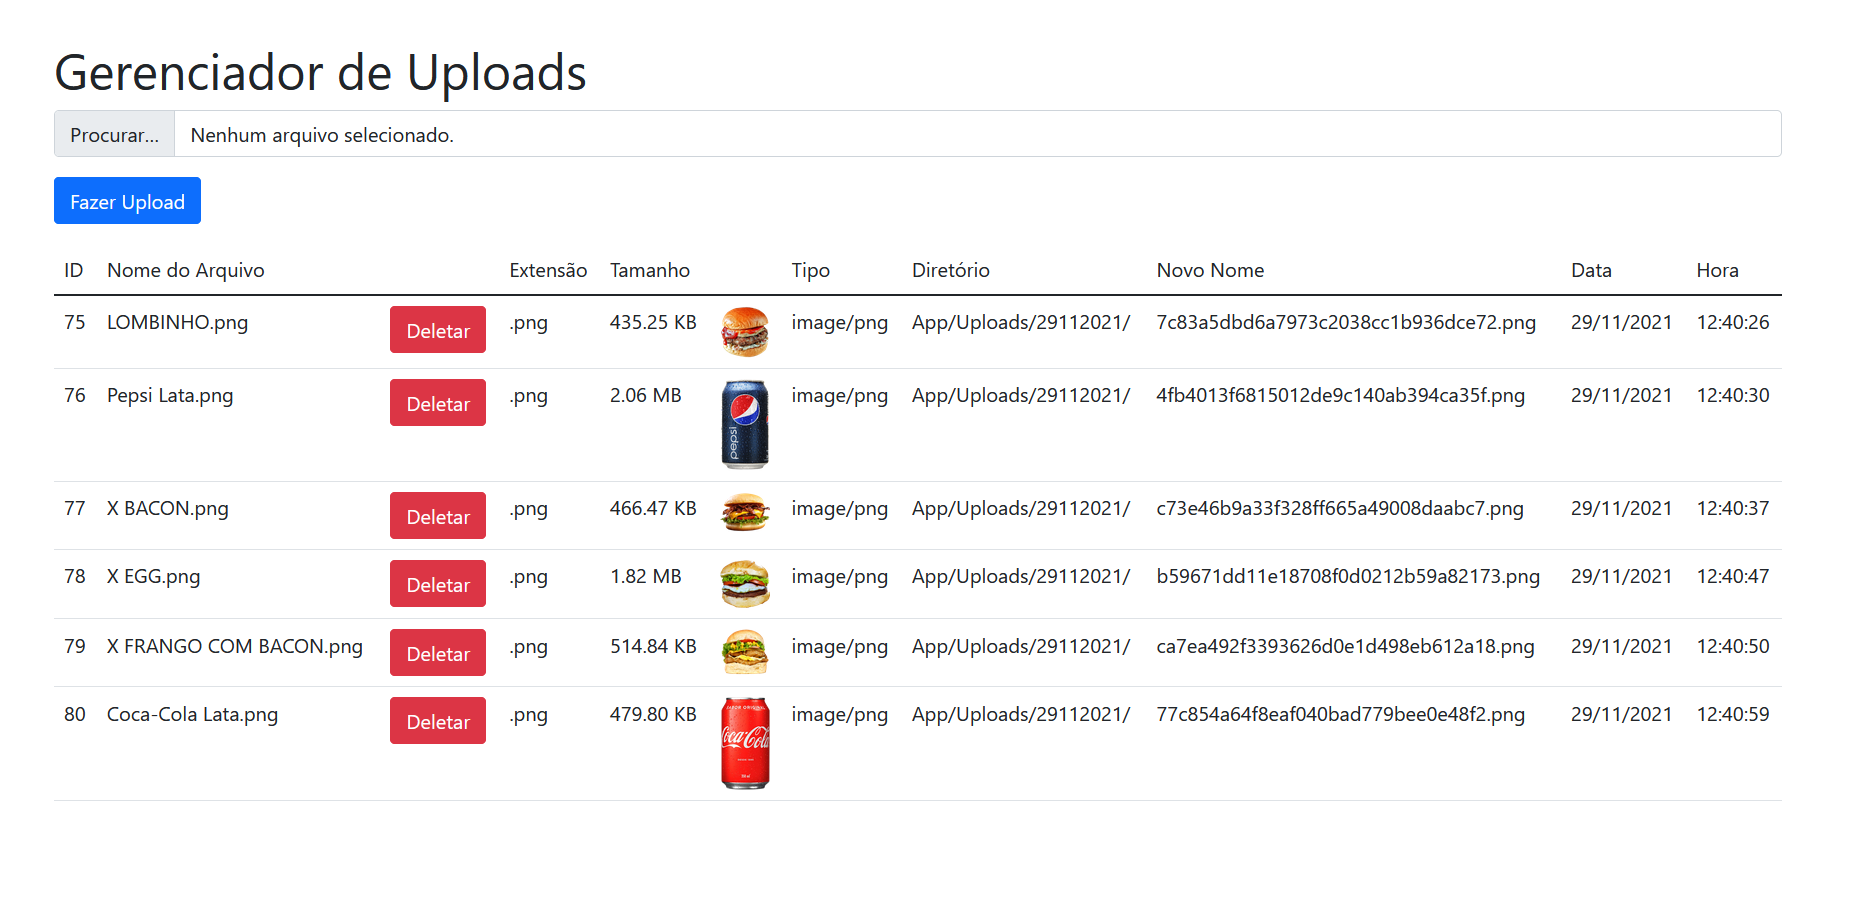 Gerenciador de Uploads
Procurar... Nenhum arquivo selecionado.
Fazer Upload
ID Nome do Arquivo Extensão Tamanho Tipo Diretório Novo Nome Data Hora
75 LOMBINHO.png Deletar .png 435.25 KB image/png App/Uploads/29112021/ 7c83a5dbd6a7973c2038cc1b936dce72.png 29/11/2021 12:40:26
76 Pepsi Lata.png Deletar .png 2.06 MB image/png App/Uploads/29112021/ 4fb4013f6815012de9c140ab394ca35f.png 29/11/2021 12:40:30
pepsi
77 X BACON.png Deletar .png 466.47 KB image/png App/Uploads/29112021/ c73e46b9a33f328ff665a49008daabc7.png 29/11/2021 12:40:37
78 X EGG.png Deletar .png 1.82 MB image/png App/Uploads/29112021/ b59671dd11e18708f0d0212b59a82173.png 29/11/2021 12:40:47
79 X FRANGO COM BACON.png Deletar .png 514.84 KB image/png App/Uploads/29112021/ ca7ea492f3393626d0e1d498eb612a18.png 29/11/2021 12:40:50
80 Coca-Cola Lata.png Deletar .png 479.80 KB image/png App/Uploads/29112021/ 77c854a64f8eaf040bad779bee0e48f2.png 29/11/2021 12:40:59
SABOR ORIGINAL
Coca-Cola